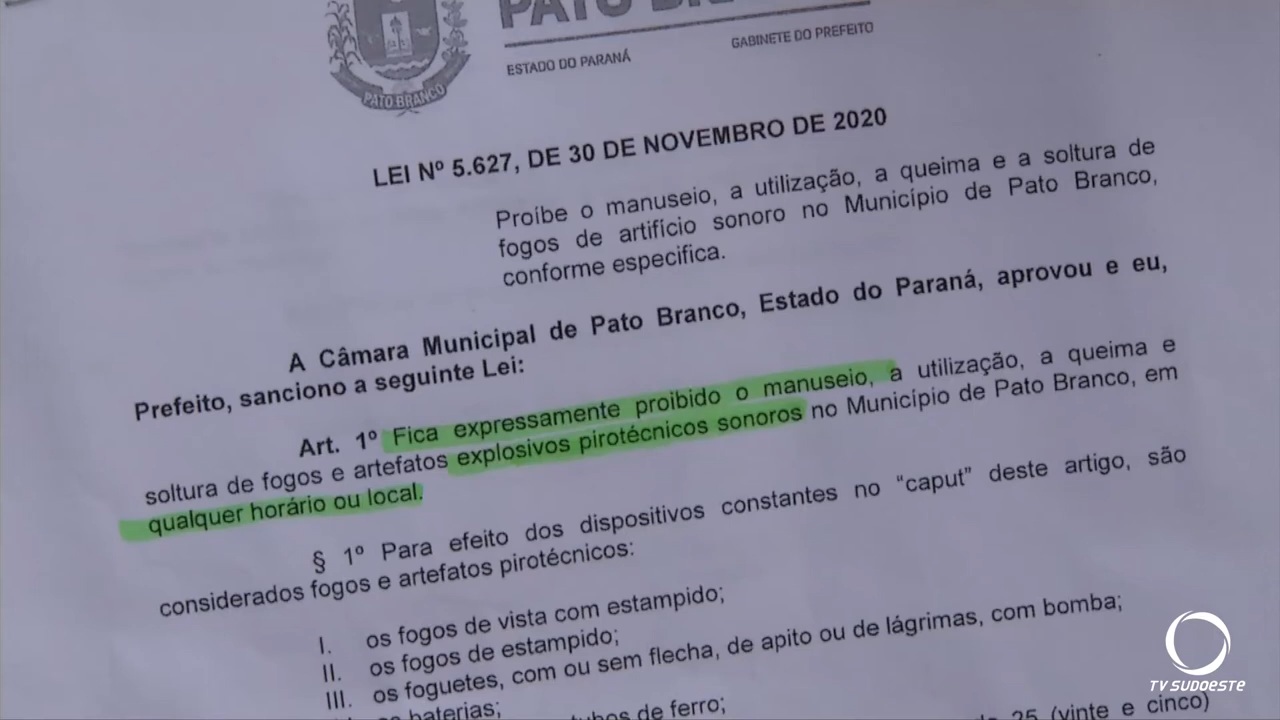 PATO BRANCO
ESTADO DO PARANÁ
GABINETE DO PREFEITO
PATO BRANCO
LEI Nº 5.627, DE 30 DE NOVEMBRO DE 2020
Proíbe o manuseio, a utilização, a queima e a soltura de
fogos de artifício sonoro no Município de Pato Branco,
conforme especifica.
A Câmara Municipal de Pato Branco, Estado do Paraná, aprovou e eu,
Prefeito, sanciono a seguinte Lei:
Art. 1º Fica expressamente proibido o manuseio, a utilização, a queima e
soltura de fogos e artefatos explosivos pirotécnicos sonoros no Município de Pato Branco, em
qualquer horário ou local.
§ 1º Para efeito dos dispositivos constantes no “caput” deste artigo, são
considerados fogos e artefatos pirotécnicos:
I. os fogos de vista com estampido;
II. os fogos de estampido;
III. os foguetes, com ou sem flecha, de apito ou de lágrimas, com bomba;
baterias;
tubos de ferro;
25 (vinte e cinco)
TV SUDOESTE